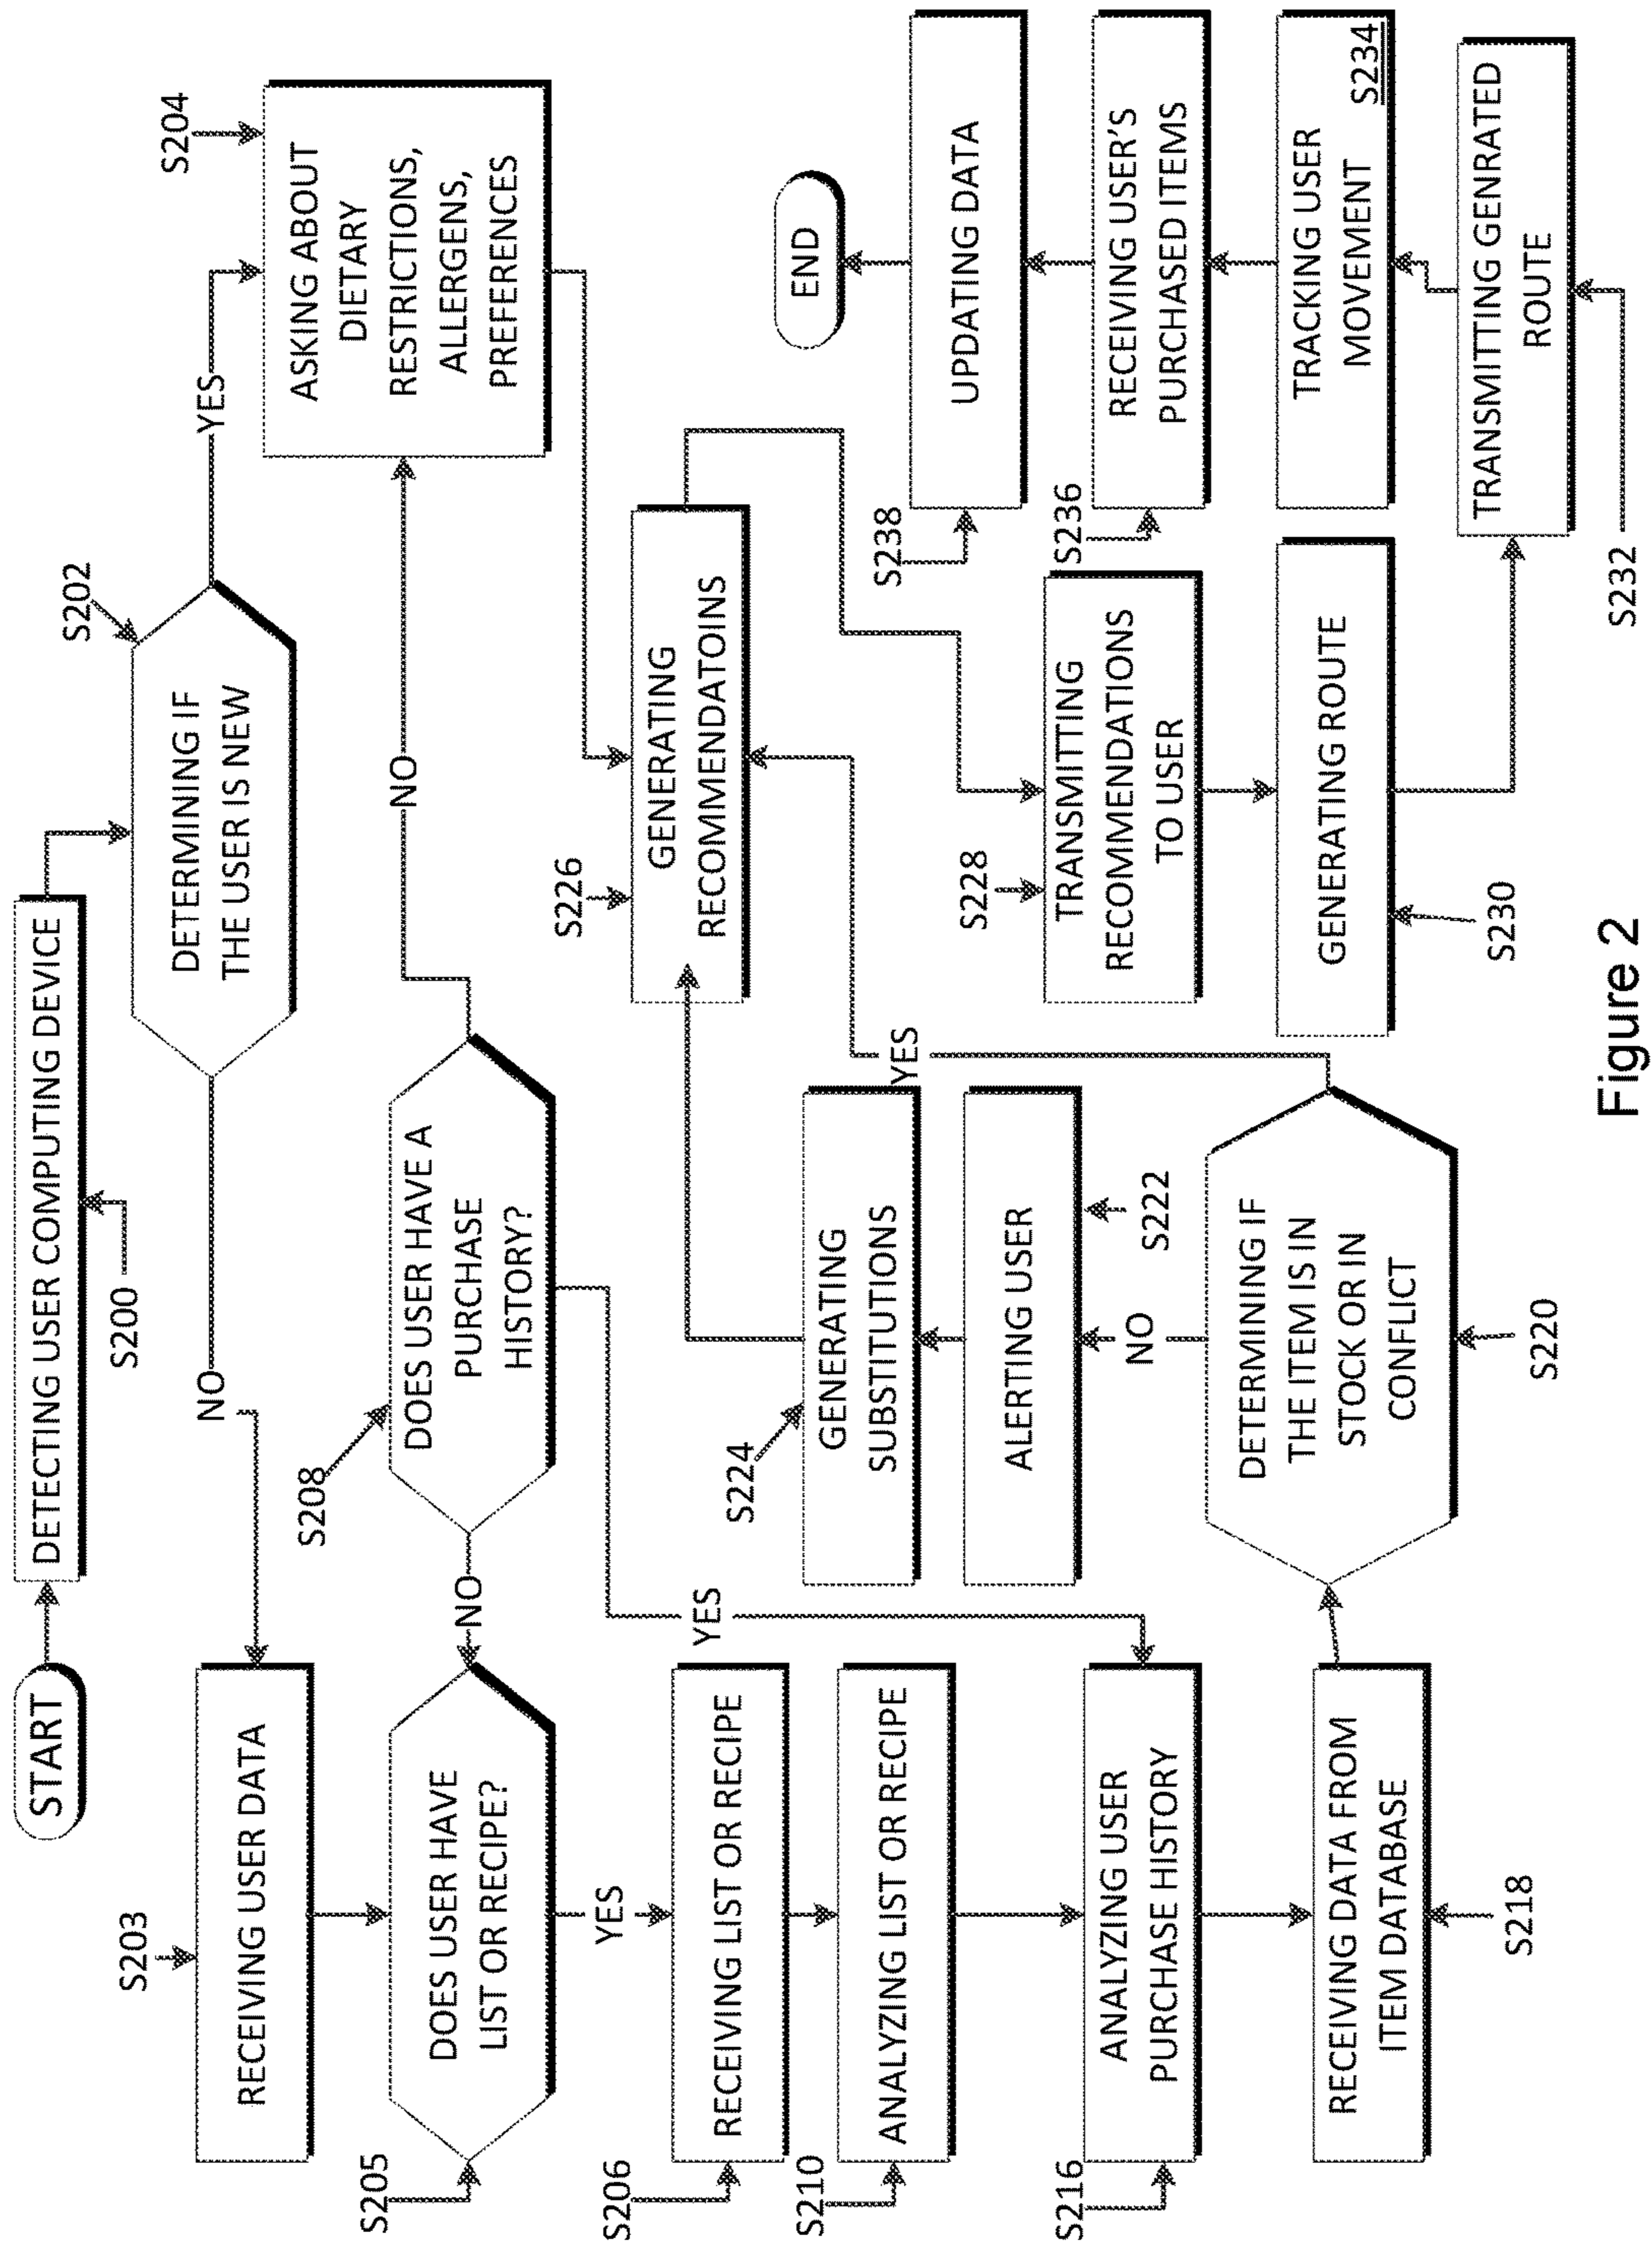 START
DETECTING USER COMPUTING DEVICE
S200
DETERMINING IF
THE USER IS NEW
S202
NO
YES
S203
RECEIVING USER DATA
S204
ASKING ABOUT
DIETARY
RESTRICTIONS,
ALLERGENS,
PREFERENCES
S205
DOES USER HAVE
LIST OR RECIPE?
NO
S208
DOES USER HAVE A
PURCHASE
HISTORY?
NO
YES
S206
RECEIVING LIST OR RECIPE
YES
S210
ANALYZING LIST OR RECIPE
S216
ANALYZING USER
PURCHASE HISTORY
RECEIVING DATA FROM
ITEM DATABASE
S218
S224
GENERATING
SUBSTITUTIONS
ALERTING USER
S222
NO
YES
DETERMINING IF
THE ITEM IS IN
STOCK OR IN
CONFLICT
S220
S226
GENERATING
RECOMMENDATOINS
S228
TRANSMITTING
RECOMMENDATIONS
TO USER
GENERATING ROUTE
S230
END
S238
UPDATING DATA
S236
RECEIVING USER'S
PURCHASED ITEMS
TRACKING USER
MOVEMENT
S234
TRANSMITTING GENRATED
ROUTE
S232
Figure 2